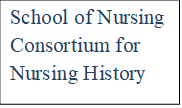 School of Nursing
Consortium for
Nursing History